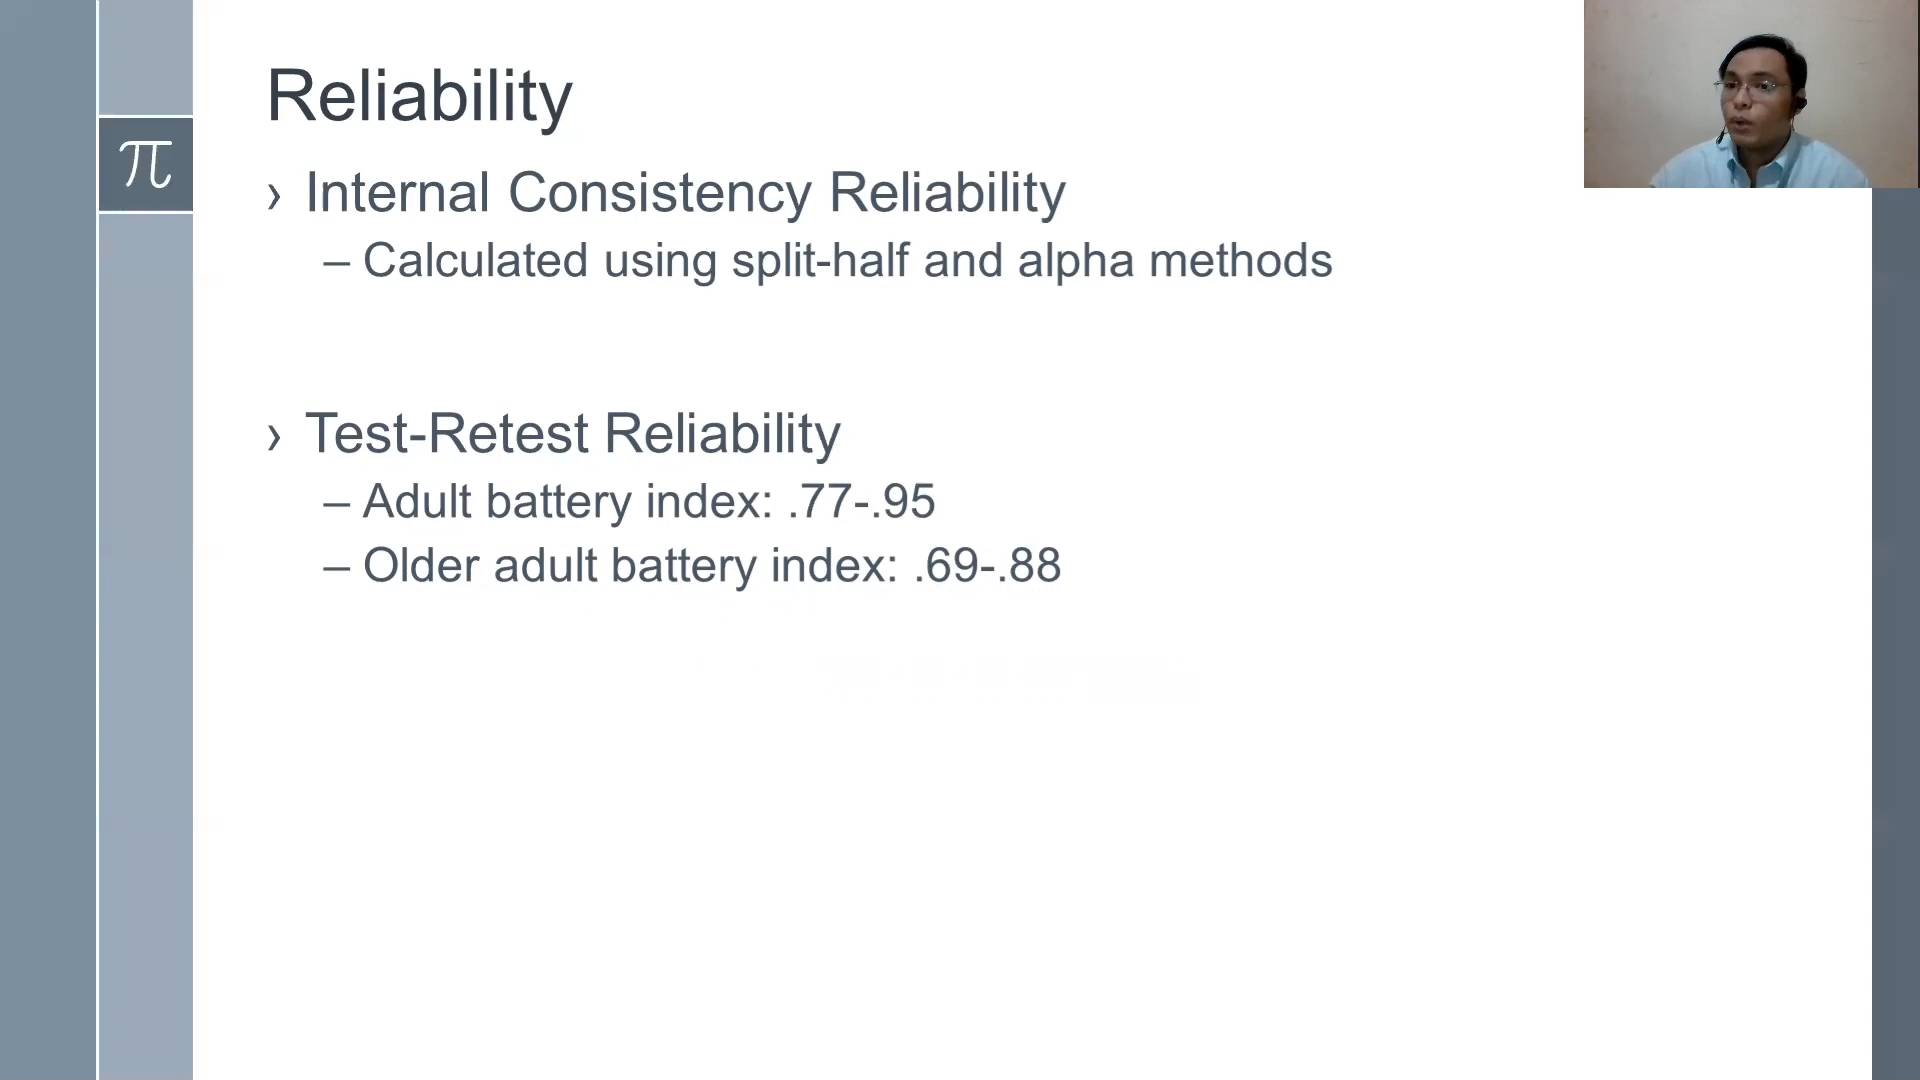 π
Reliability
› Internal Consistency Reliability
– Calculated using split-half and alpha methods
› Test-Retest Reliability
– Adult battery index: .77-.95
– Older adult battery index: .69-.88